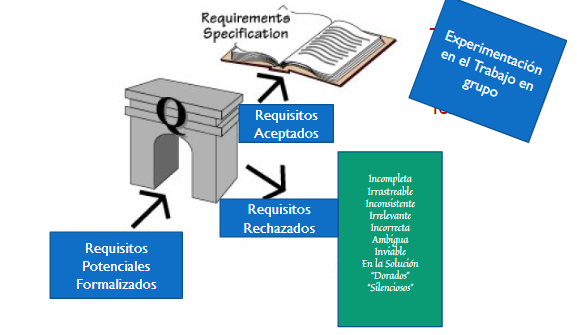 Requirements
Specification
Experimentación
en el Trabajo en
grupo
Q
Requisitos
Aceptados
Requisitos
Rechazados
Requisitos
Potenciales
Formalizados
Incompleta
Irrastreable
Inconsistente
Irrelevante
Incorrecta
Ambigua
Inviable
En la Solución
"Dorados"
"Silenciosos"